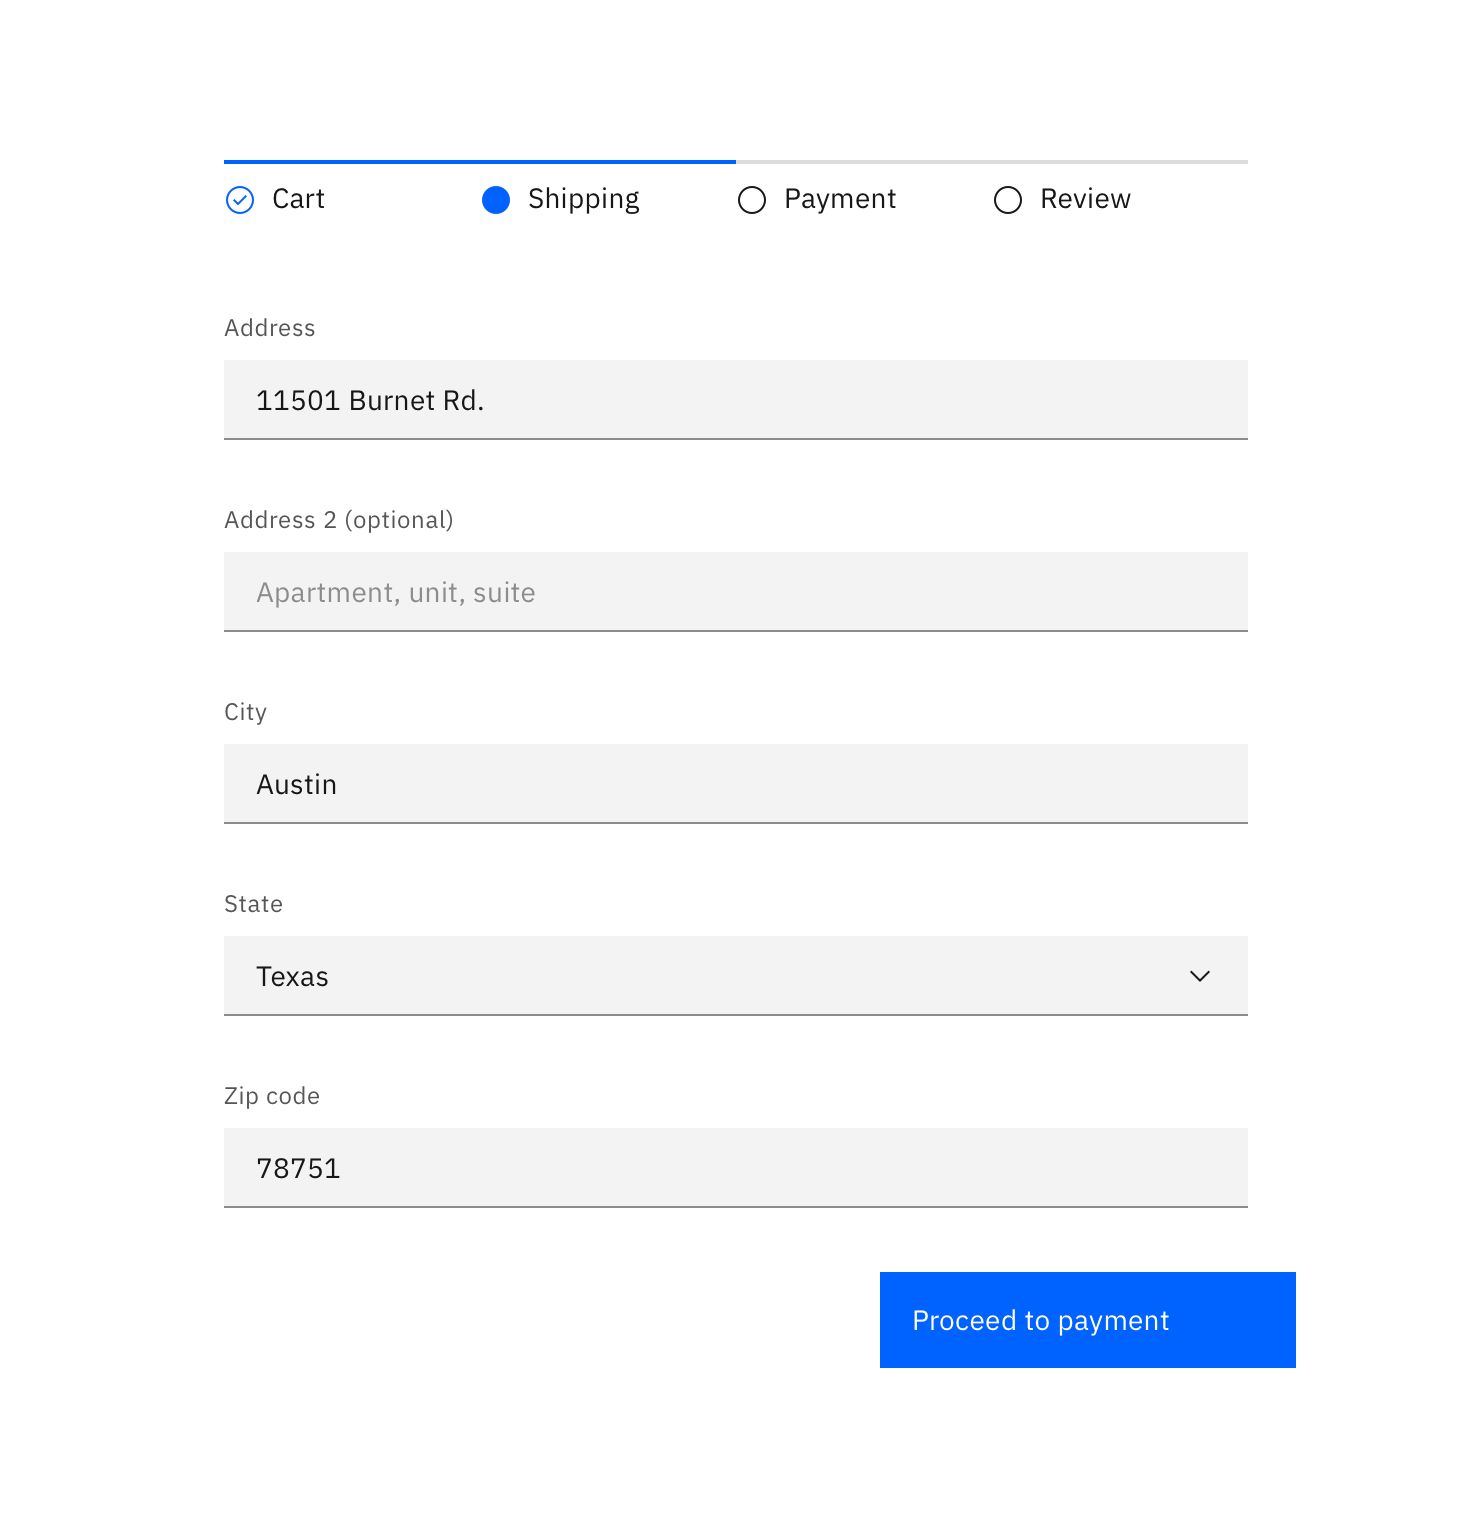 Cart Shipping Payment Review
Address
11501 Burnet Rd.
Address 2 (optional)
Apartment, unit, suite
City
Austin
State
Texas
Zip code
78751
Proceed to payment